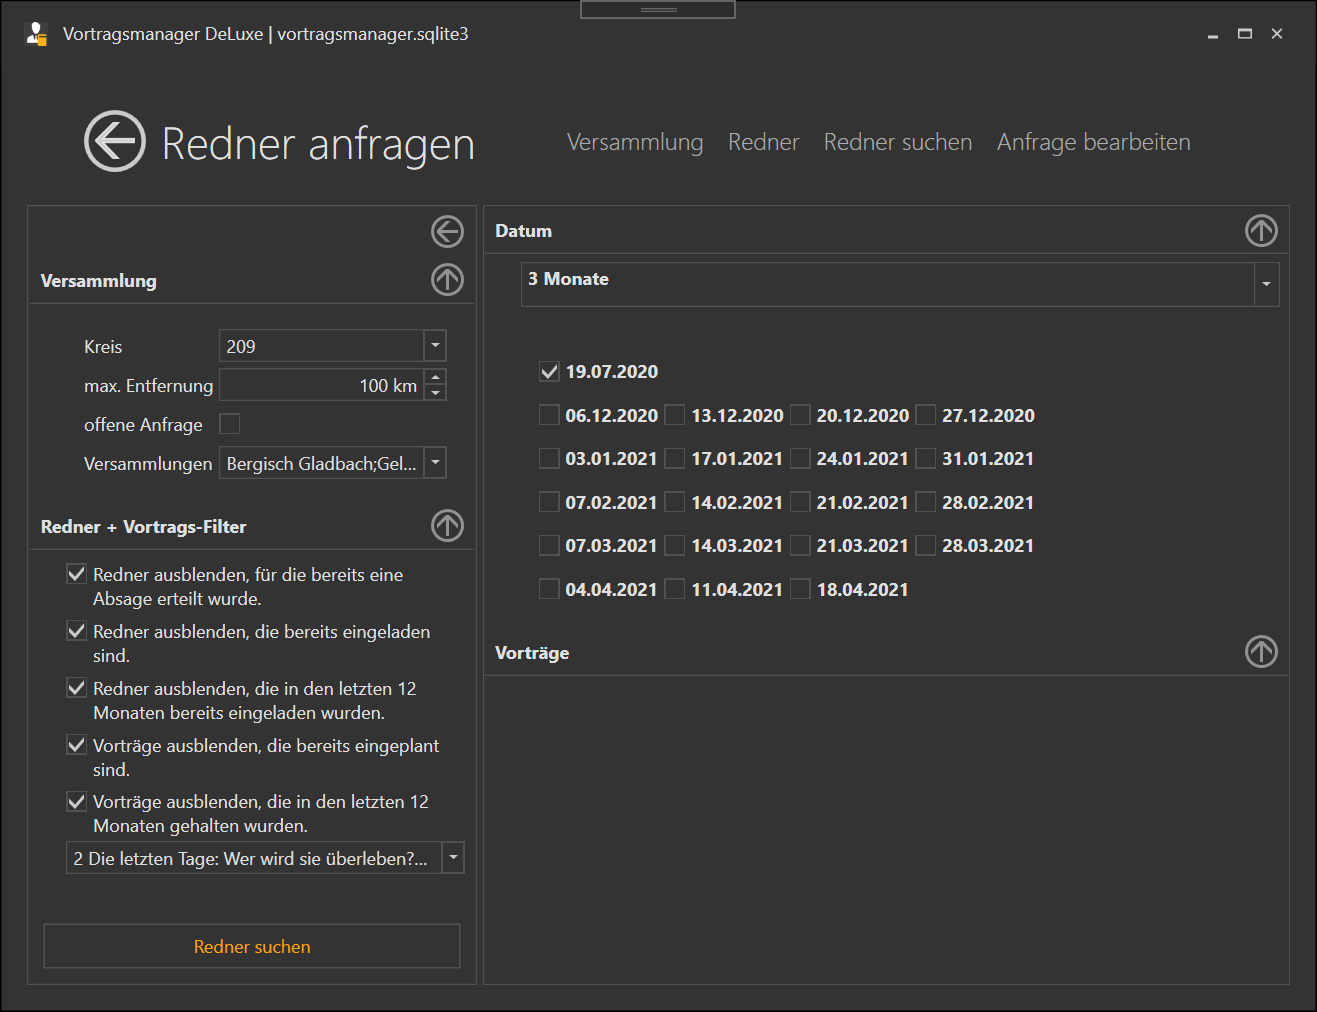 Vortragsmanager DeLuxe | vortragsmanager.sqlite3
Redner anfragen
Versammlung Redner Redner suchen Anfrage bearbeiten
Versammlung
Kreis 209
max. Entfernung 100 km
offene Anfrage
Versammlungen Bergisch Gladbach;Gel...
Redner + Vortrags-Filter
Redner ausblenden, für die bereits eine
Absage erteilt wurde.
Redner ausblenden, die bereits eingeladen
sind.
Redner ausblenden, die in den letzten 12
Monaten bereits eingeladen wurden.
Vorträge ausblenden, die bereits eingeplant
sind.
Vorträge ausblenden, die in den letzten 12
Monaten gehalten wurden.
2 Die letzten Tage: Wer wird sie überleben?...
Redner suchen
Datum
3 Monate
19.07.2020
06.12.2020 13.12.2020 20.12.2020 27.12.2020
03.01.2021 17.01.2021 24.01.2021 31.01.2021
07.02.2021 14.02.2021 21.02.2021 28.02.2021
07.03.2021 14.03.2021 21.03.2021 28.03.2021
04.04.2021 11.04.2021 18.04.2021
Vorträge